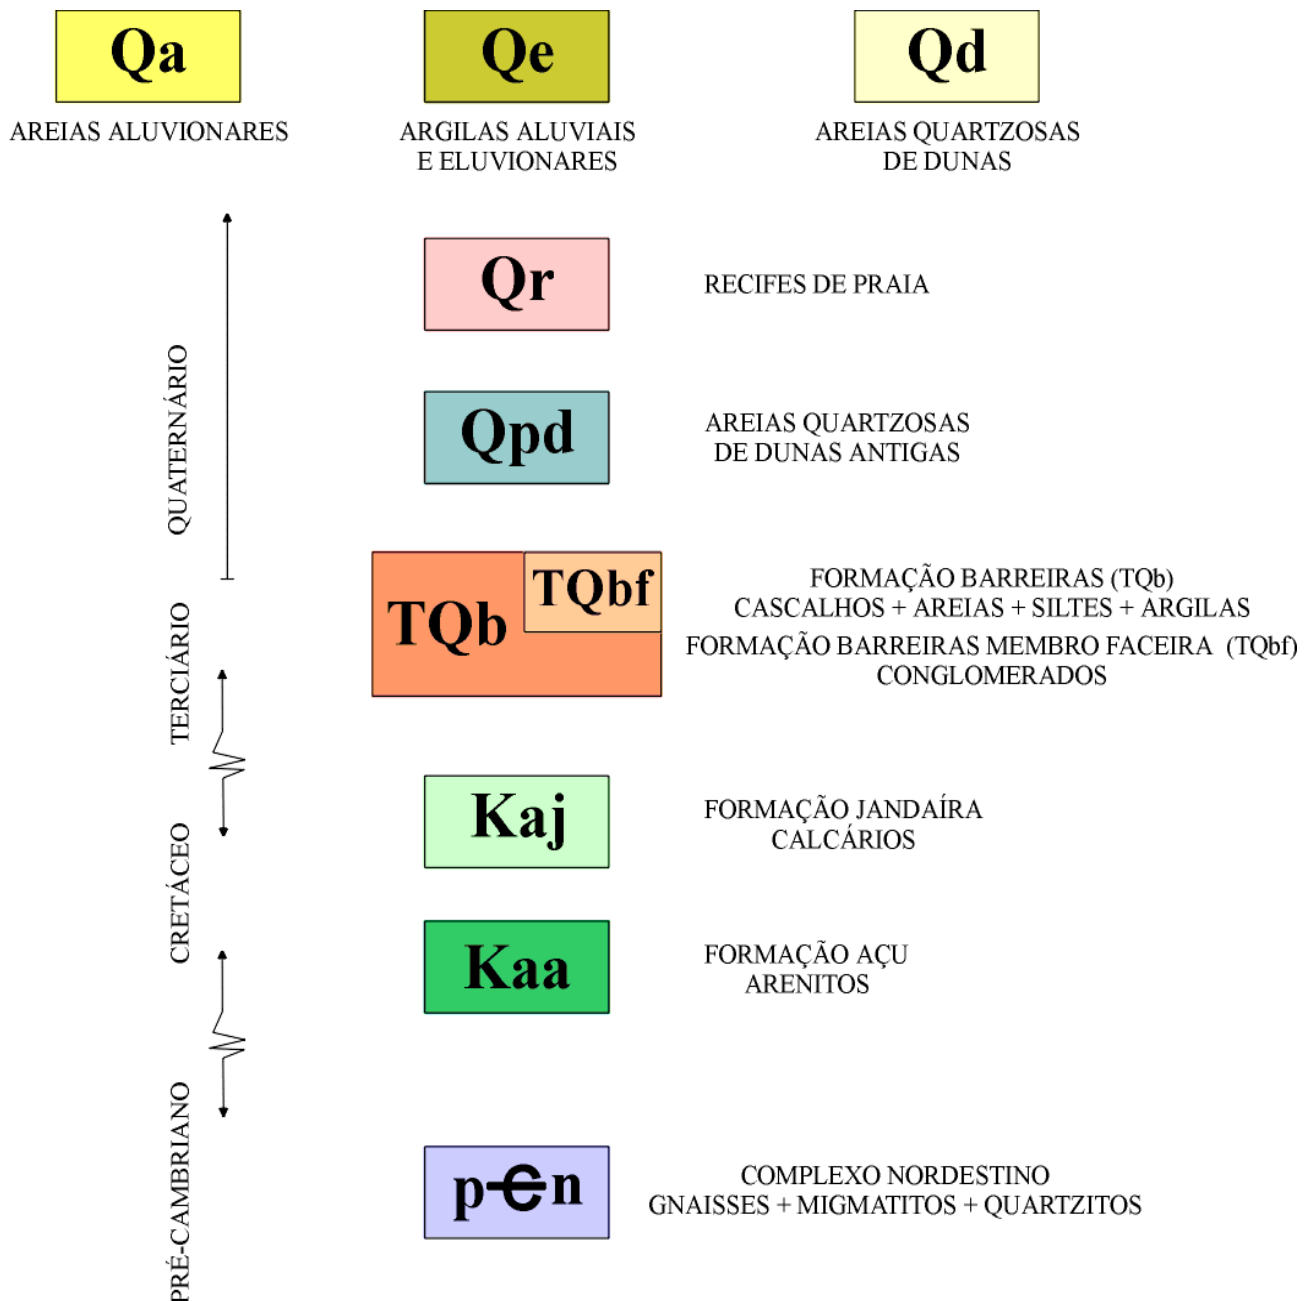 Qa
Qe
Qd
AREIAS ALUVIONARES
ARGILAS ALUVIAIS
E ELUVIONARES
AREIAS QUARTZOSAS
DE DUNAS
QUATERNÁRIO
Qr
RECIFES DE PRAIA
Qpd
AREIAS QUARTZOSAS
DE DUNAS ANTIGAS
TERCIÁRIO
TQb
TQbf
FORMAÇÃO BARREIRAS (TQb)
CASCALHOS + AREIAS + SILTES + ARGILAS
FORMAÇÃO BARREIRAS MEMBRO FACEIRA (TQbf)
CONGLOMERADOS
CRETÁCEO
Kaj
FORMAÇÃO JANDAÍRA
CALCÁRIOS
Kaa
FORMAÇÃO AÇU
ARENITOS
PRÉ-CAMBRIANO
p-Є-n
COMPLEXO NORDESTINO
GNAISSES + MIGMATITOS + QUARTZITOS